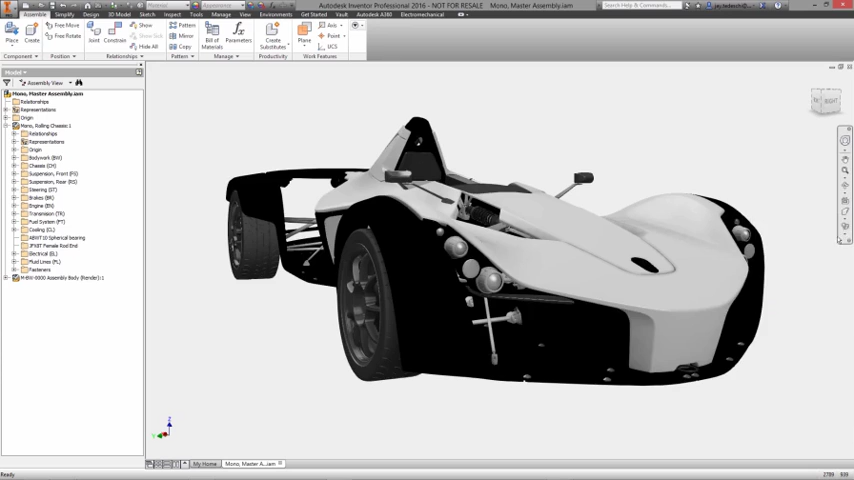 Autodesk Inventor Professional 2016 - NOT FOR RESALE Mono, Master Assembly.iam
Search Help & Commands...
Assembly Simplify Design 3D Model Sketch Inspect Tools Manage View Environments Get Started Vault Autodesk A360 Electromechanical
Place
Create
Free Move
Free Rotate
Joint
Constrain
Show
Hide All
Pattern
Mirror
Copy
Bill of
Materials
Parameters
Create
Substitutes
Plane
Axis
Point
UCS
Component
Position
Relationships
Pattern
Manage
Productivity
Work Features
Model
Assembly View
Mono, Master Assembly.iam
Relationships
Representations
Origin
Mono, Rolling Chassis:1
Relationships
Representations
Origin
Bodywork (BW)
Chassis (CH)
Suspension, Front (FS)
Suspension, Rear (RS)
Steering (ST)
Brakes (BR)
Engine (EN)
Transmission (TR)
Fuel System (FT)
Cooling (CL)
Electrical (EL)
Fluid Lines (FL)
Fasteners
RIGHT
Z
My Home
Mono, Master A...iam
Ready